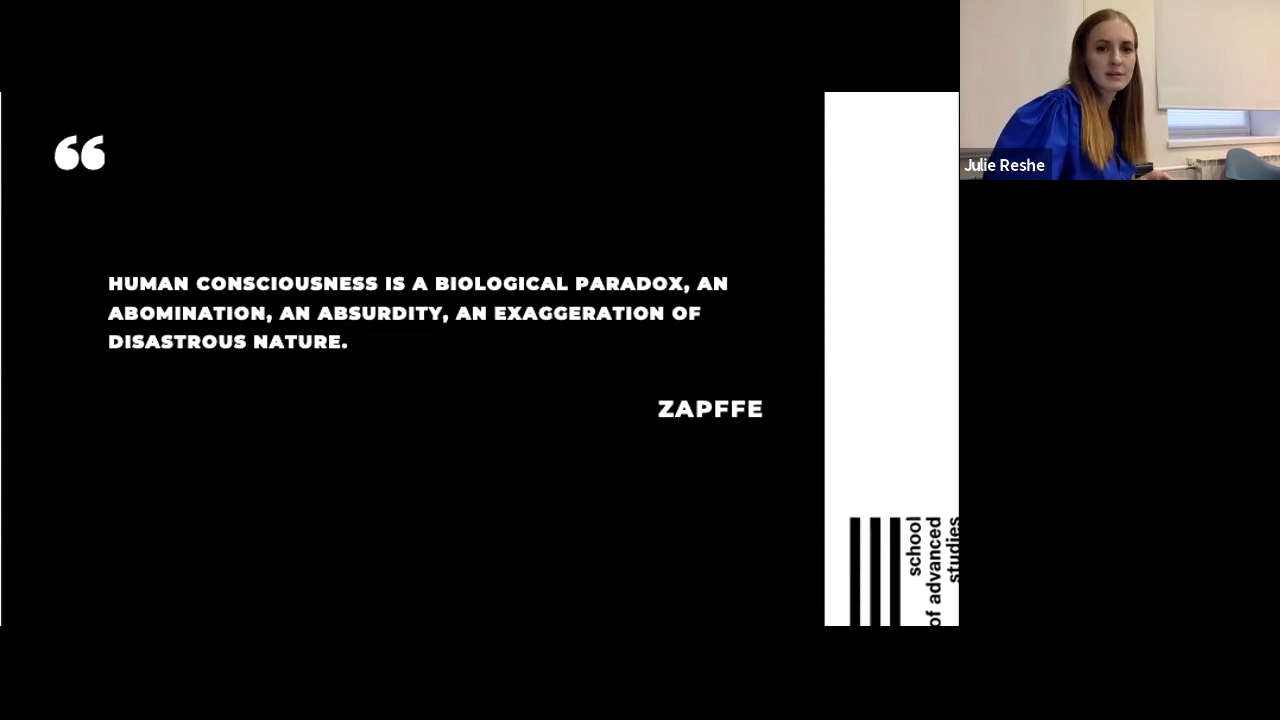 “
HUMAN CONSCIOUSNESS IS A BIOLOGICAL PARADOX, AN
ABOMINATION, AN ABSURDITY, AN EXAGGERATION OF
DISASTROUS NATURE.
ZAPFFE
Julie Reshe
school
of advanced
studies